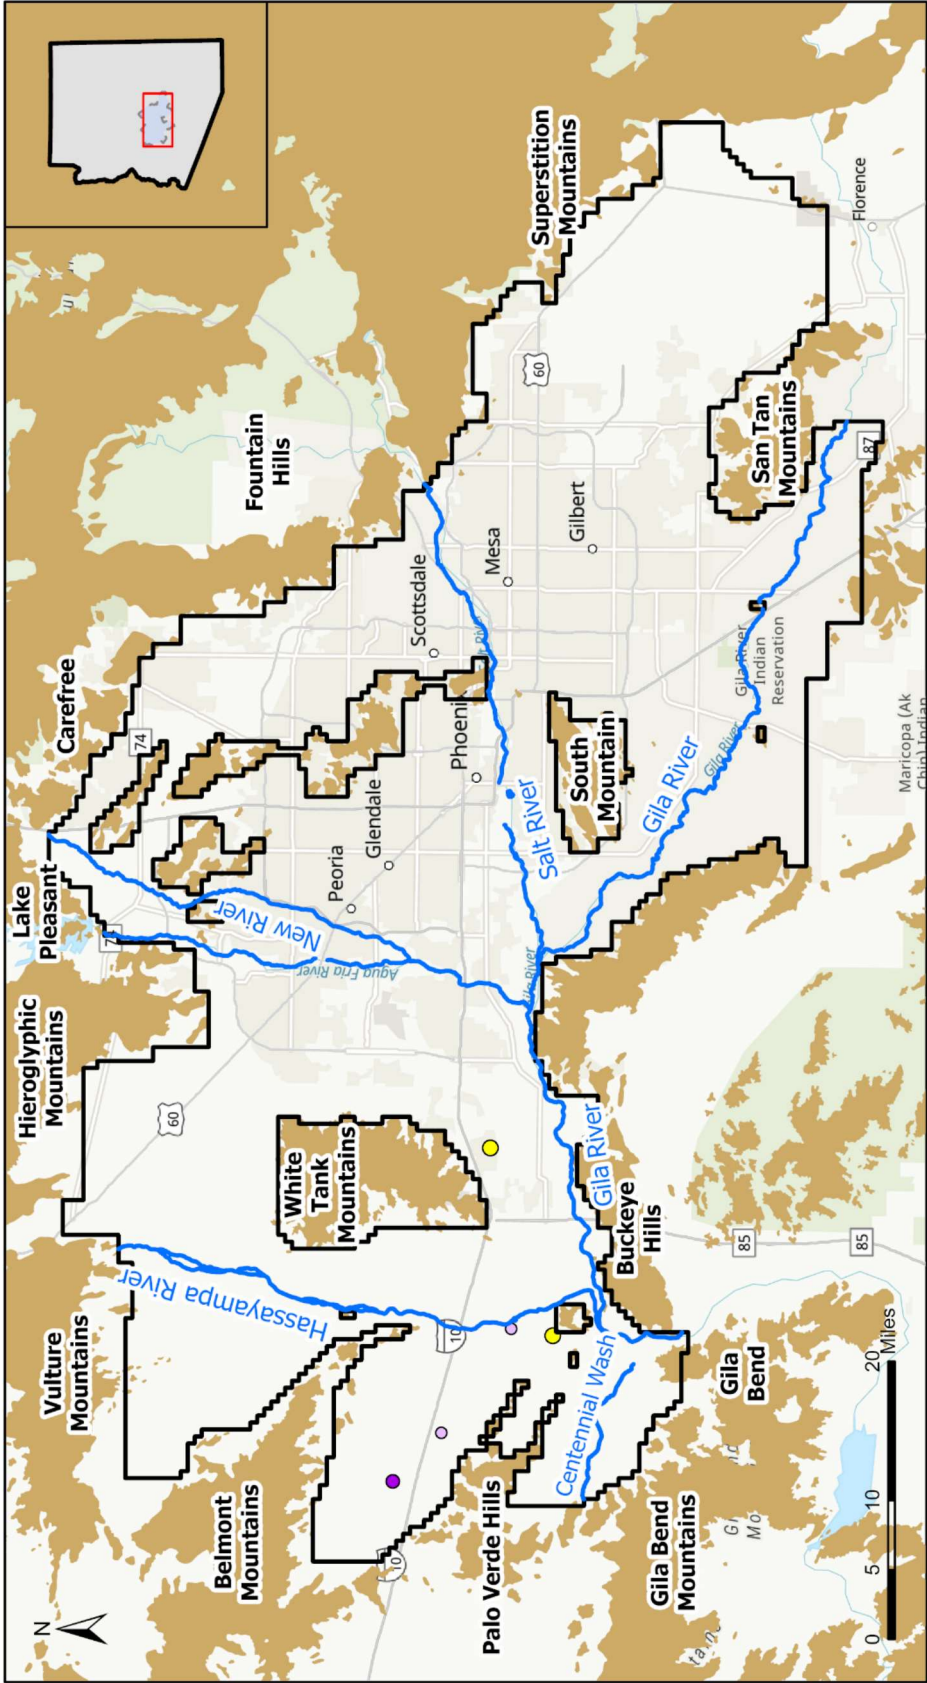 N
Vulture
Mountains
Hieroglyphic
Mountains
Lake
Pleasant
Carefree
74
74
Fountain
Hills
60
New River
Agua Fria River
Peoria
Glendale
Phoenix
Scottsdale
Salt River
Mesa
Gilbert
60
Superstition
Mountains
Belmont
Mountains
Hassayampa River
White
Tank
Mountains
10
10
Palo Verde Hills
Centennial Wash
Gila River
Gila River
Salt River
South
Mountain
Gila River
Gila River
Gila River
Indian
Reservation
San Tan
Mountains
87
Florence
Buckeye
Hills
Gila Bend
Mountains
Gila
Bend
85
85
Maricopa (Ak
Chin) Indian
0 5 10 20
Miles